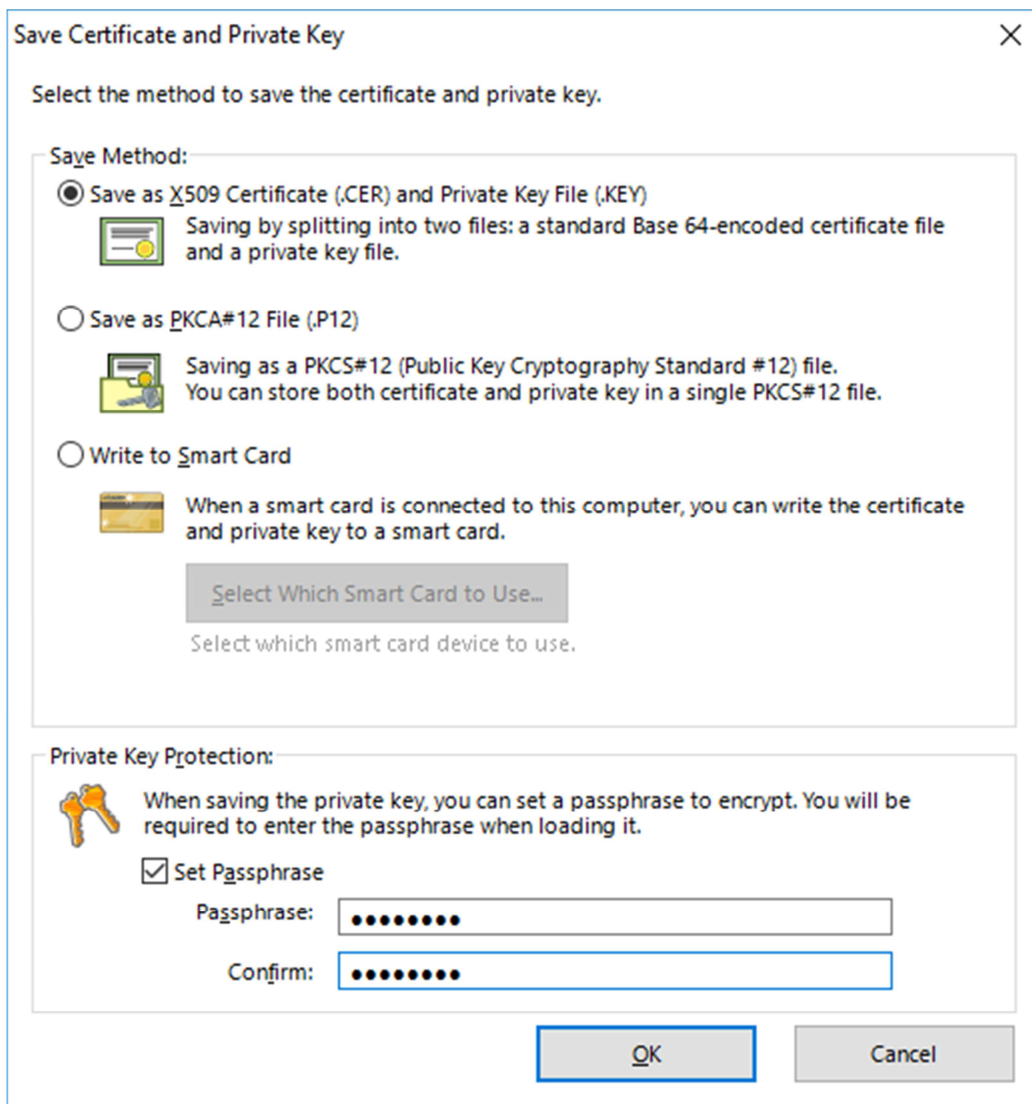 Save Certificate and Private Key
Select the method to save the certificate and private key.
Save Method:
Save as X509 Certificate (.CER) and Private Key File (.KEY)
Saving by splitting into two files: a standard Base 64-encoded certificate file
and a private key file.
Save as PKCA#12 File (.P12)
Saving as a PKCS#12 (Public Key Cryptography Standard #12) file.
You can store both certificate and private key in a single PKCS#12 file.
Write to Smart Card
When a smart card is connected to this computer, you can write the certificate
and private key to a smart card.
Select Which Smart Card to Use...
Select which smart card device to use.
Private Key Protection:
When saving the private key, you can set a passphrase to encrypt. You will be
required to enter the passphrase when loading it.
Set Passphrase
Passphrase: ●●●●●●●●
Confirm: ●●●●●●●●
OK Cancel